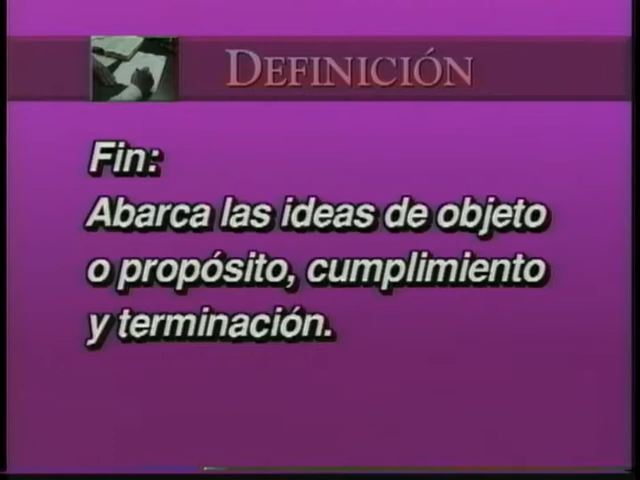 DEFINICIÓN
Fin:
Abarca las ideas de objeto
o propósito, cumplimiento
y terminación.